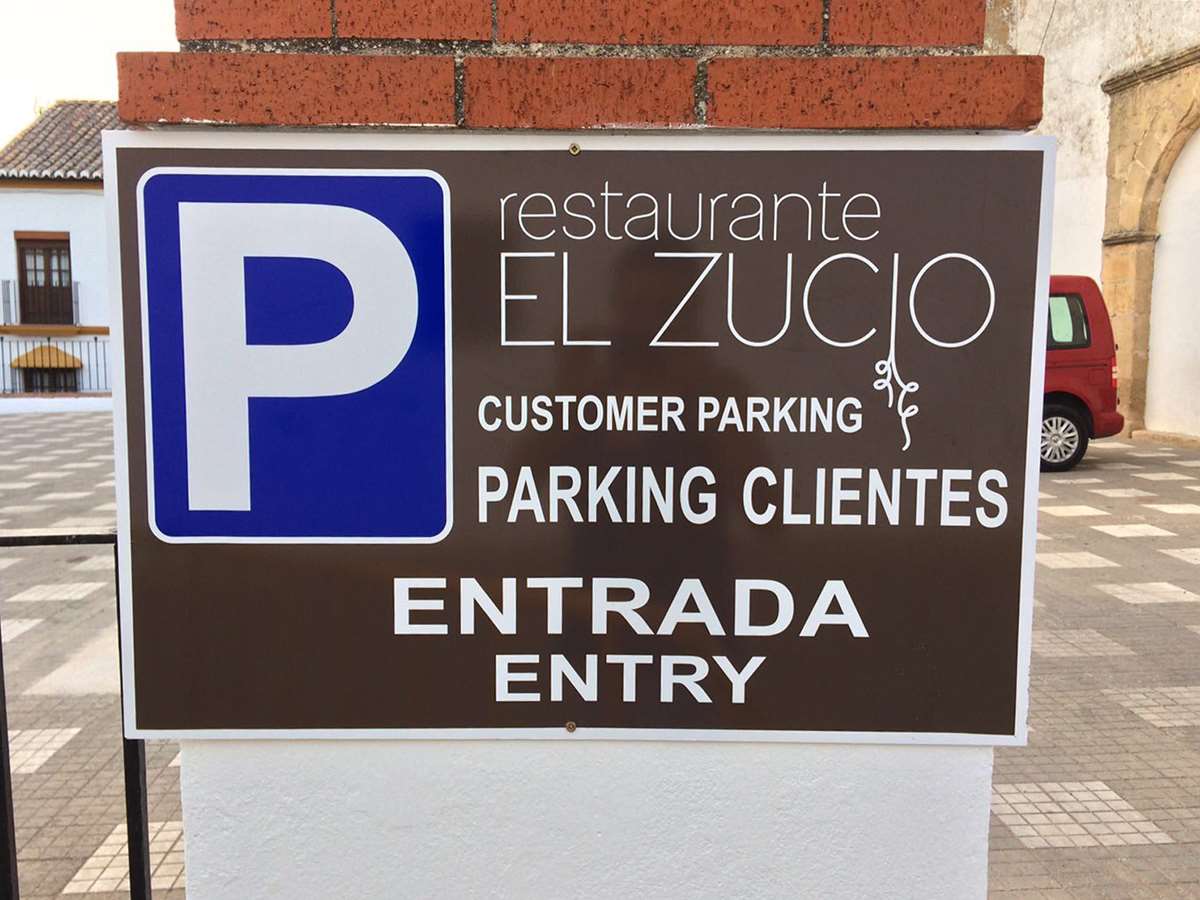 P
restaurante
EL ZUCIO
CUSTOMER PARKING
PARKING CLIENTES
ENTRADA
ENTRY